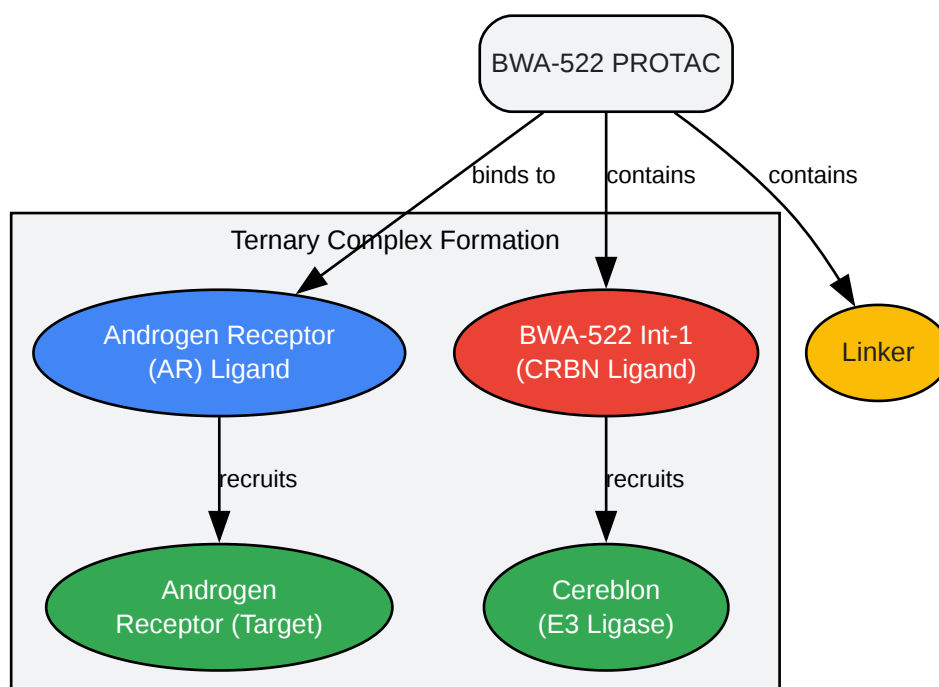 BWA-522 PROTAC
binds to
contains
contains
Ternary Complex Formation
Androgen Receptor
(AR) Ligand
BWA-522 Int-1
(CRBN Ligand)
Linker
recruits
recruits
Androgen
Receptor (Target)
Cereblon
(E3 Ligase)